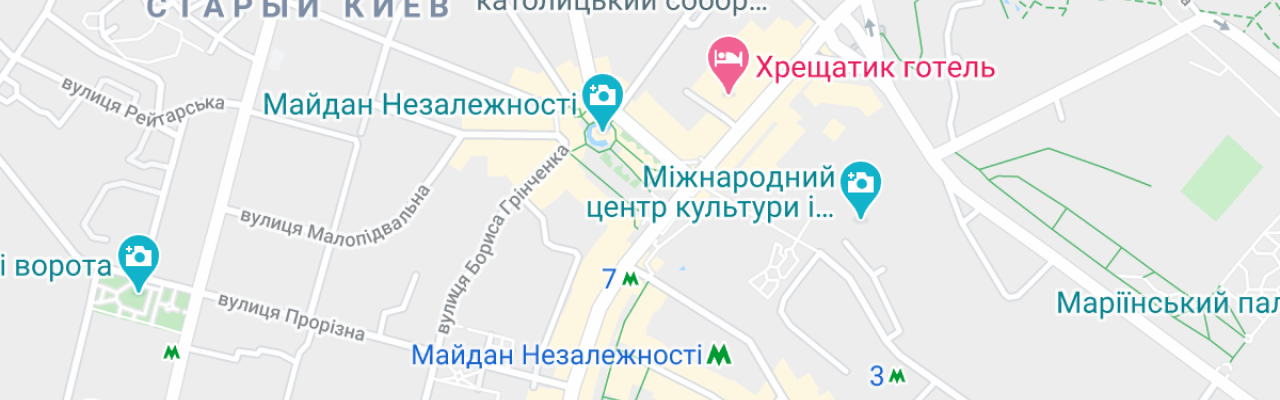 СТАРЫЙ КИЕВ
католицький собор...
Хрещатик готель
вулиця Рейтарська
Майдан Незалежності
Міжнародний
центр культури і...
вулиця Малопідвальна
вулиця Бориса Грінченка
і ворота
7
вулиця Прорізна
Маріїнський пал
Майдан Незалежності
3